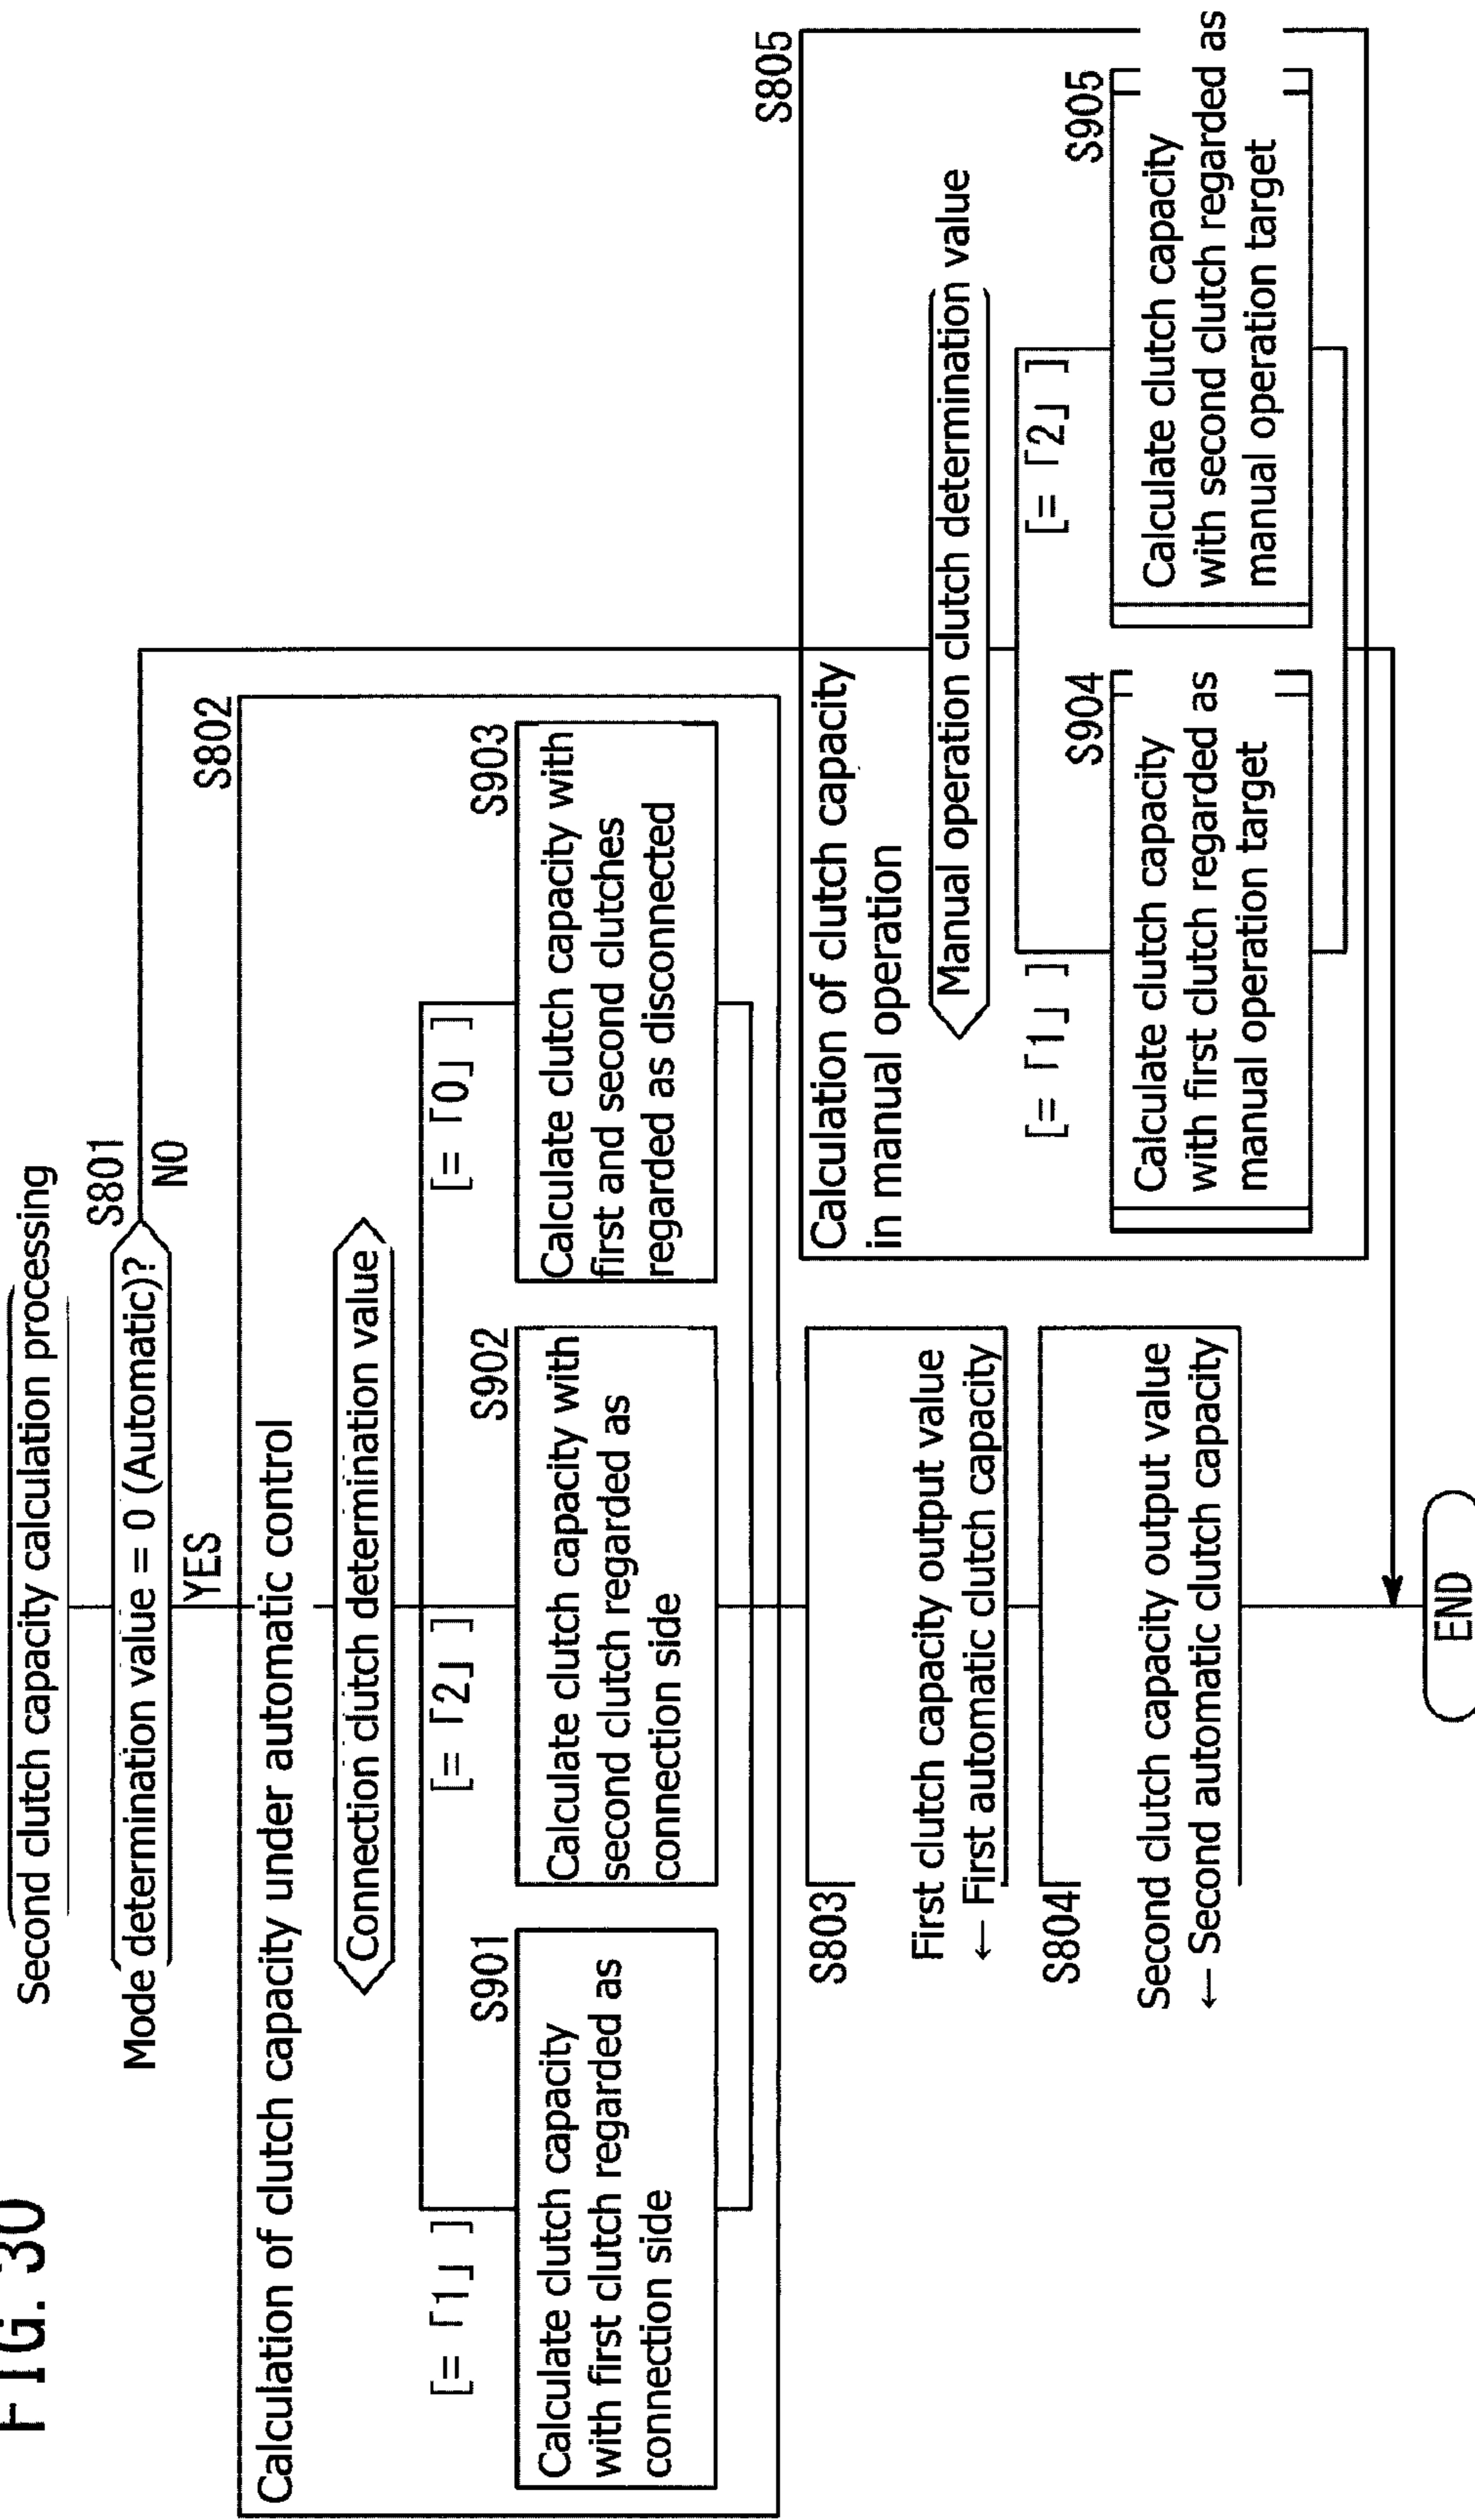 FIG. 30
Second clutch capacity calculation processing
S801
Mode determination value = 0 (Automatic)?
NO
YES
S802
Calculation of clutch capacity under automatic control
Connection clutch determination value
[=「1」]
[=「2」]
[=「0」]
S901
Calculate clutch capacity
with first clutch regarded as
connection side
S902
Calculate clutch capacity with
second clutch regarded as
connection side
S903
Calculate clutch capacity with
first and second clutches
regarded as disconnected
S803
First clutch capacity output value
← First automatic clutch capacity
S804
Second clutch capacity output value
← Second automatic clutch capacity
S805
Calculation of clutch capacity
in manual operation
Manual operation clutch determination value
[=「1」]
[=「2」]
S904
Calculate clutch capacity
with first clutch regarded as
manual operation target
S905
Calculate clutch capacity
with second clutch regarded as
manual operation target
END